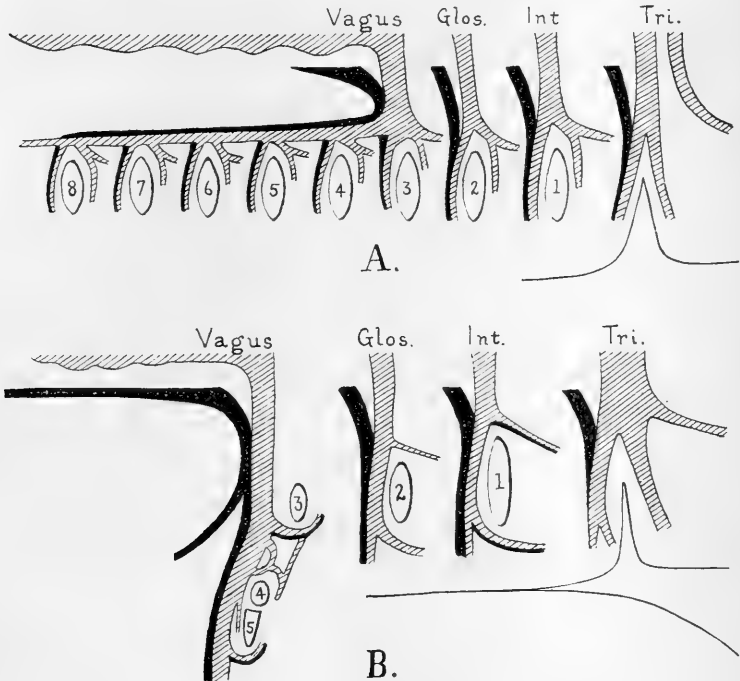 Vagus Glos. Int Tri.
8 7 6 5 4 3 2 1
A.
Vagus Glos. Int. Tri.
3 2 1
4
5
B.